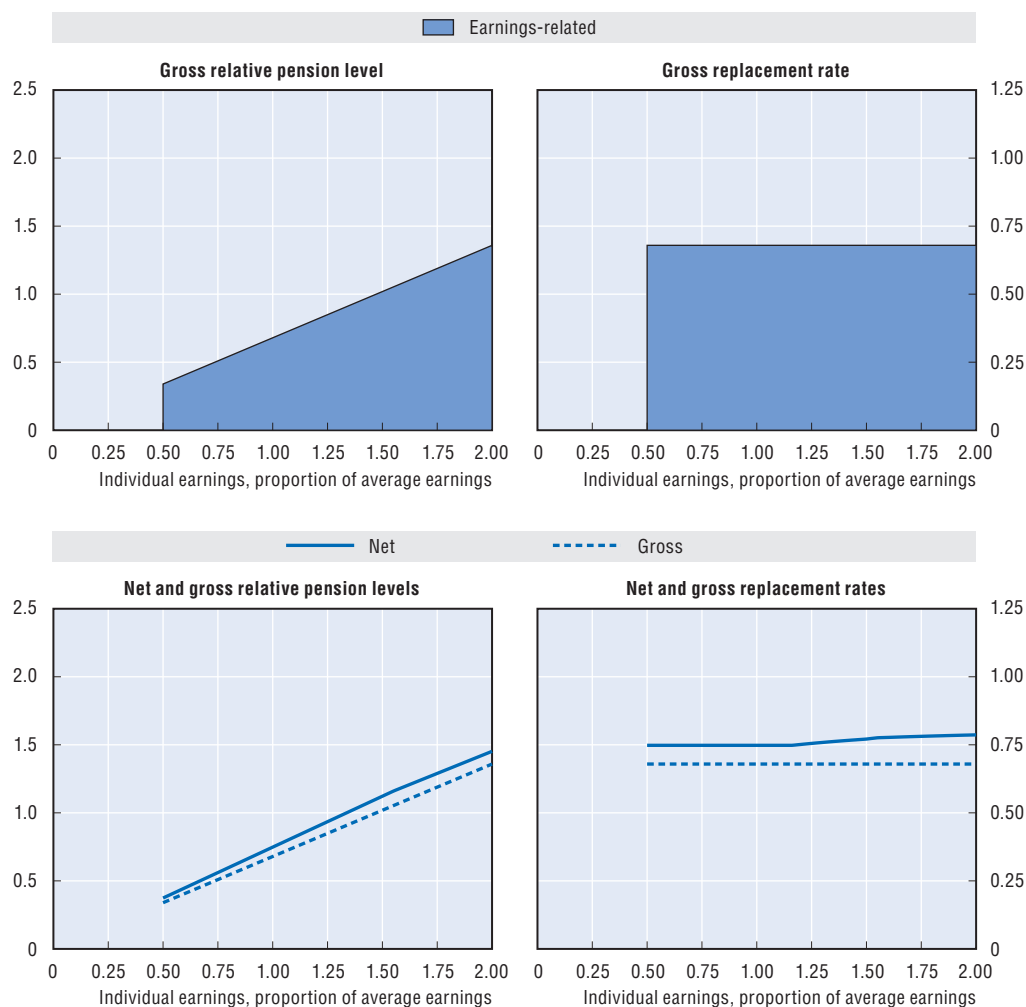 Earnings-related
Gross relative pension level
Gross replacement rate
2.5
2.0
1.5
1.0
0.5
0
1.25
1.00
0.75
0.50
0.25
0
0 0.25 0.50 0.75 1.00 1.25 1.50 1.75 2.00
0 0.25 0.50 0.75 1.00 1.25 1.50 1.75 2.00
Individual earnings, proportion of average earnings
Individual earnings, proportion of average earnings
Net
Gross
Net and gross relative pension levels
Net and gross replacement rates
2.5
2.0
1.5
1.0
0.5
0
1.25
1.00
0.75
0.50
0.25
0
0 0.25 0.50 0.75 1.00 1.25 1.50 1.75 2.00
0 0.25 0.50 0.75 1.00 1.25 1.50 1.75 2.00
Individual earnings, proportion of average earnings
Individual earnings, proportion of average earnings